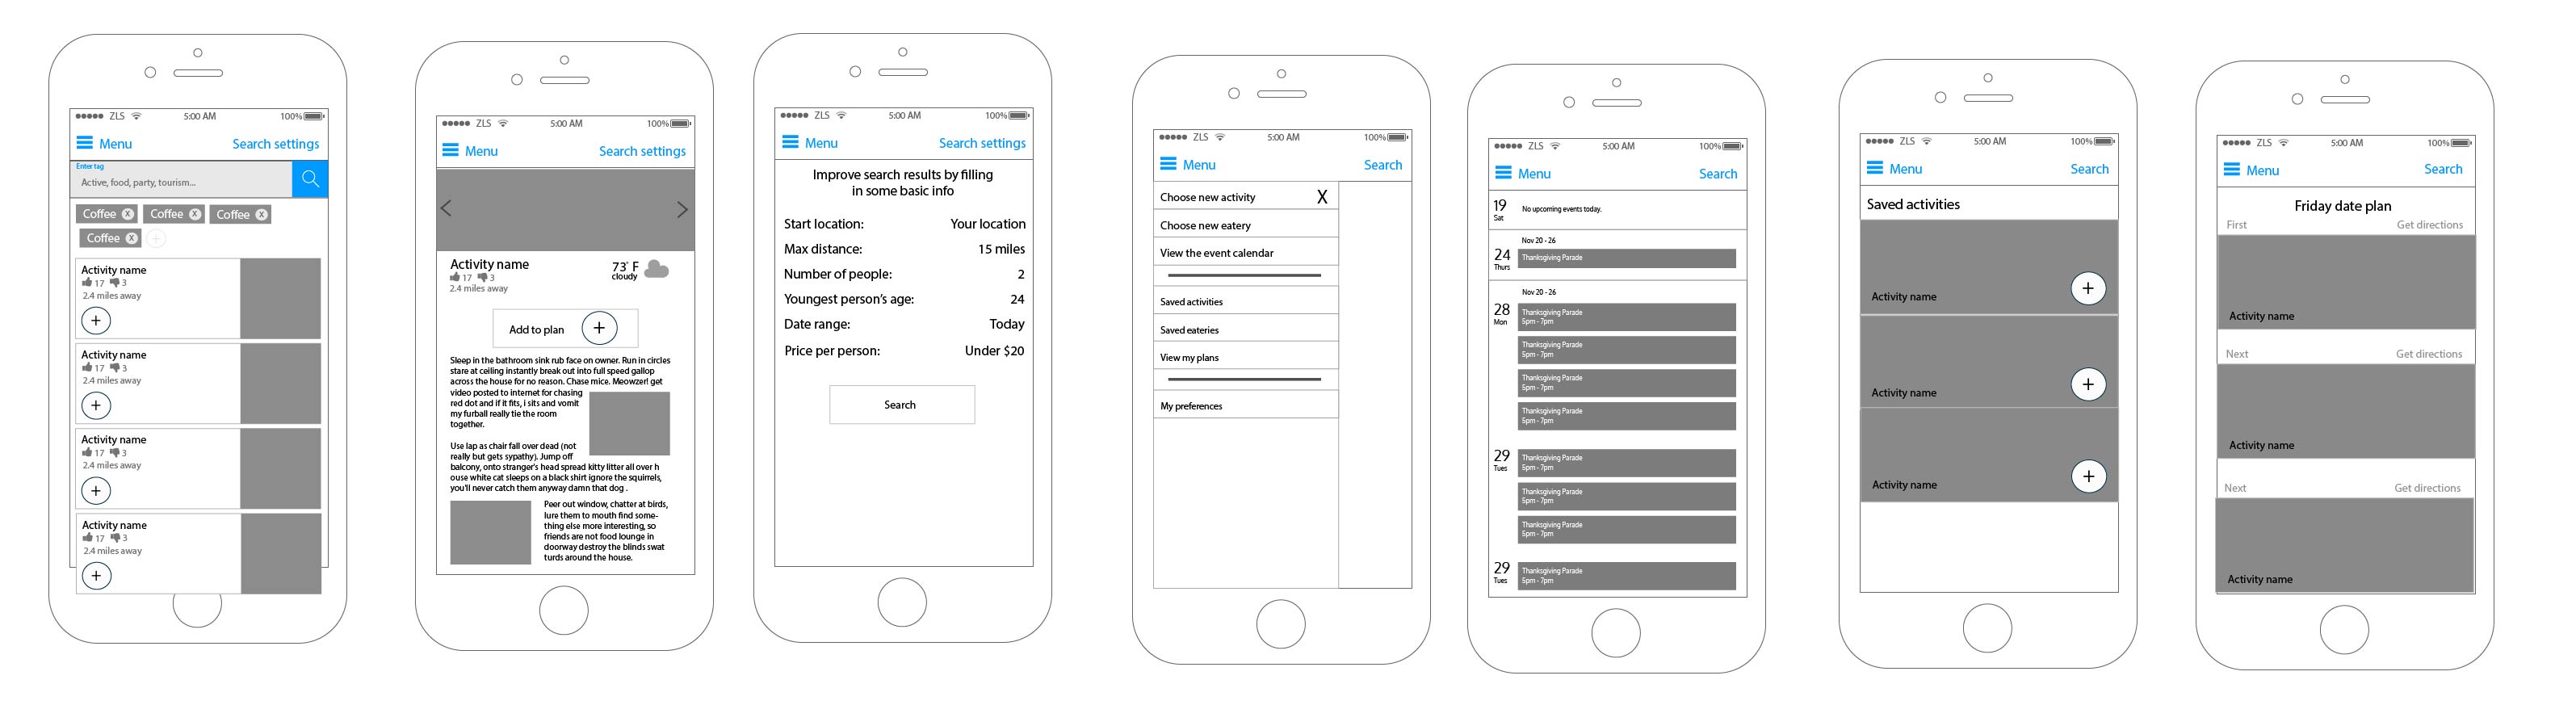 ZLS 5:00 AM 100%
Menu Search settings
Enter tag
Active, food, party, tourism...
Coffee X Coffee X Coffee X
Coffee X +
Activity name
17 3
2.4 miles away
+
Activity name
17 3
2.4 miles away
+
Activity name
17 3
2.4 miles away
+
Activity name
17 3
2.4 miles away
+
ZLS 5:00 AM 100%
Menu Search settings
Activity name 73° F
17 3 cloudy
2.4 miles away
Add to plan +
Sleep in the bathroom sink rub face on owner. Run in circles
stare at ceiling instantly break out into full speed gallop
across the house for no reason. Chase mice. Meowzer! get
video posted to internet for chasing
red dot and if it fits, i sits and vomit
my furball really tie the room
together.
Use lap as chair fall over dead (not
really but gets sypathy). Jump off
balcony, onto stranger's head spread kitty litter all over h
ouse white cat sleeps on a black shirt ignore the squirrels,
you'll never catch them anyway damn that dog .
Peer out window, chatter at birds,
lure them to mouth find some-
thing else more interesting, so
friends are not food lounge in
doorway destroy the blinds swat
turds around the house.
ZLS 5:00 AM 100%
Menu Search settings
Improve search results by filling
in some basic info
Start location: Your location
Max distance: 15 miles
Number of people: 2
Youngest person's age: 24
Date range: Today
Price per person: Under $20
Search
ZLS 5:00 AM 100%
Menu Search
Choose new activity X
Choose new eatery
View the event calendar
Saved activities
Saved eateries
View my plans
My preferences
ZLS 5:00 AM 100%
Menu Search
19 No upcoming events today.
Sat
Nov 20 - 26
24 Thanksgiving Parade
Thurs
Nov 20 - 26
28 Thanksgiving Parade
Mon 5pm - 7pm
Thanksgiving Parade
5pm - 7pm
Thanksgiving Parade
5pm - 7pm
Thanksgiving Parade
5pm - 7pm
29 Thanksgiving Parade
Tues 5pm - 7pm
Thanksgiving Parade
5pm - 7pm
Thanksgiving Parade
5pm - 7pm
29 Thanksgiving Parade
Tues 5pm - 7pm
ZLS 5:00 AM 100%
Menu Search
Saved activities
Activity name +
Activity name +
Activity name +
ZLS 5:00 AM 100%
Menu Search
Friday date plan
First Get directions
Activity name
Next Get directions
Activity name
Next Get directions
Activity name